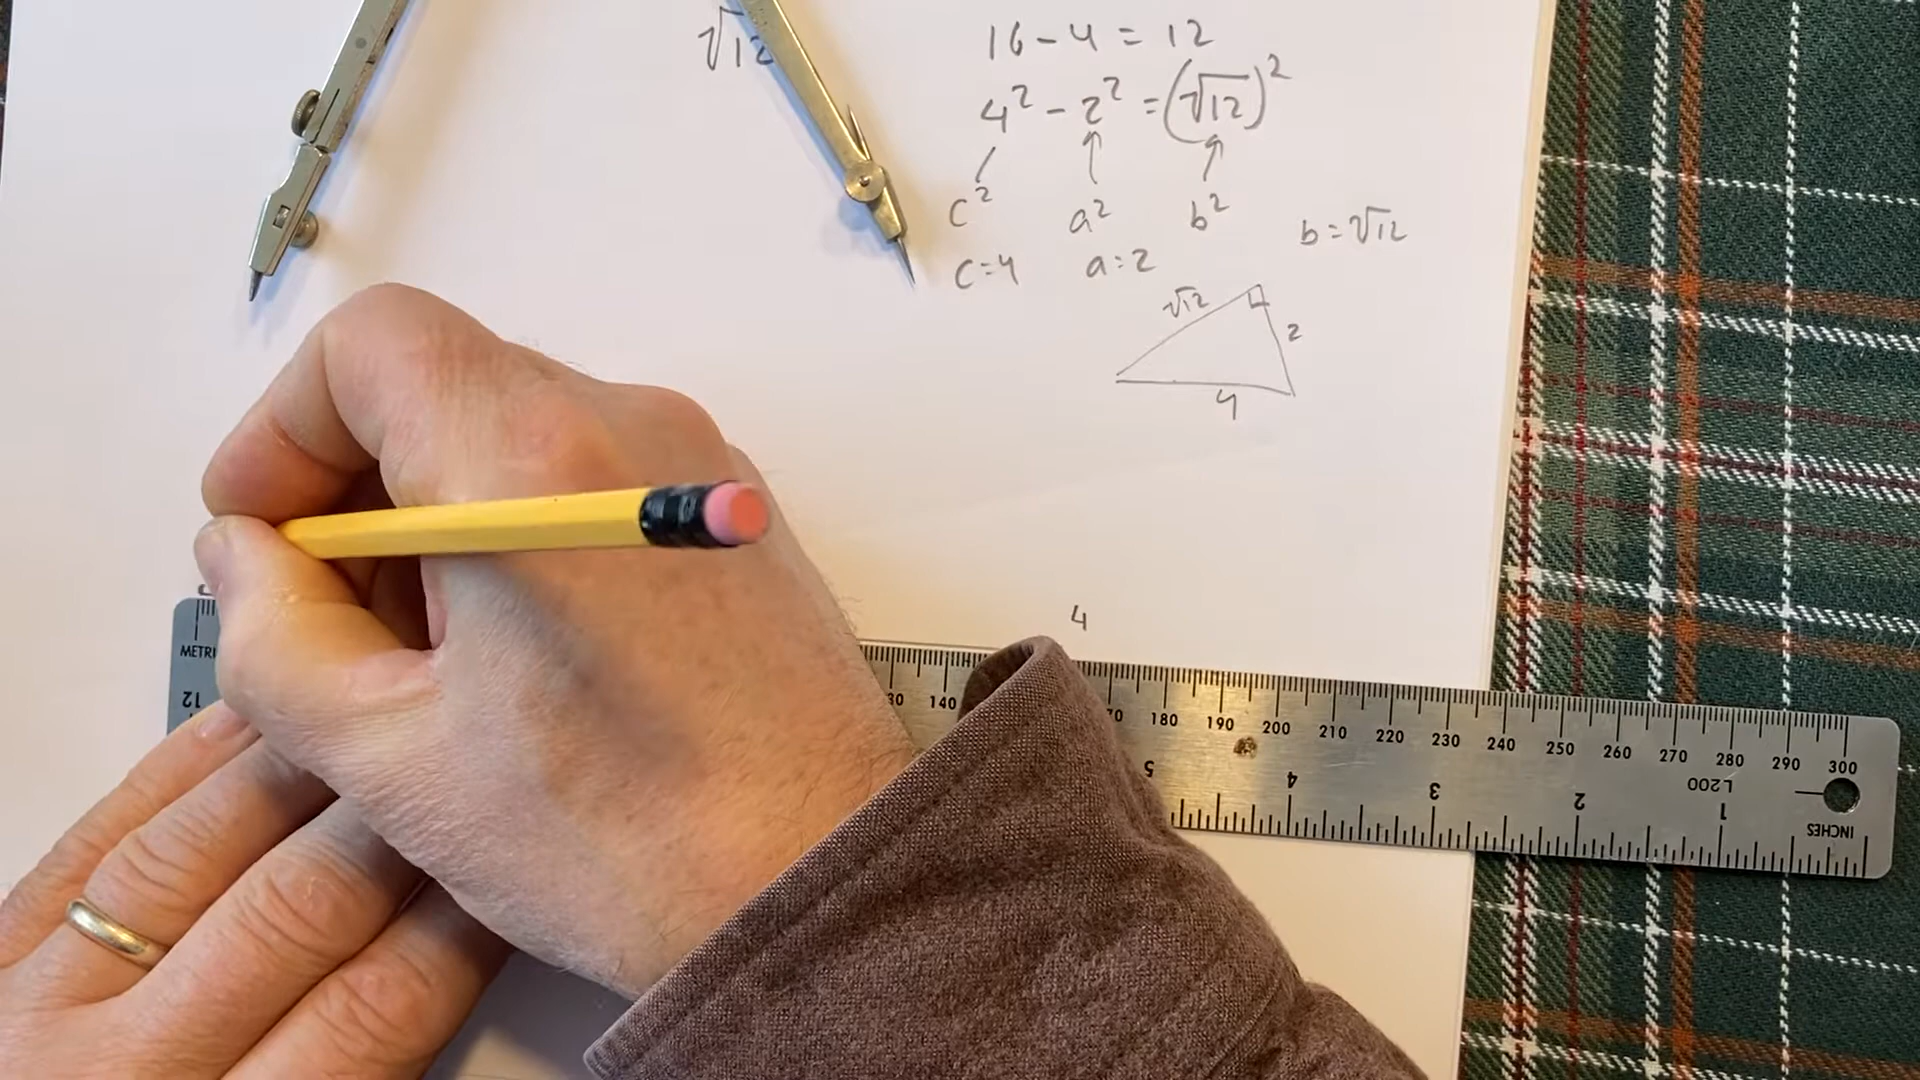 √12
16 - 4 = 12
4² - 2² = (√12)²
c² a² b²
b = √12
c = 4 a = 2
√12
2
4
4
METRI
140 180 190 200 210 220 230 240 250 260 270 280 290 300
12 5 4 3 2 1
L200
INCHES